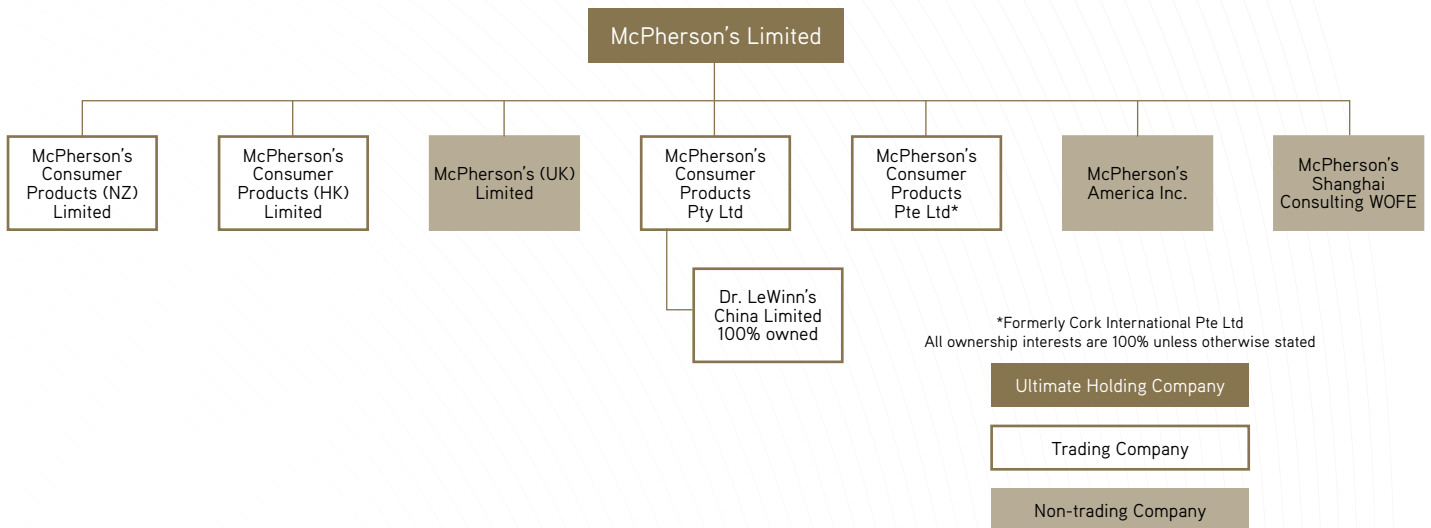 McPherson's Limited
McPherson's
Consumer
Products (NZ)
Limited
McPherson's
Consumer
Products (HK)
Limited
McPherson's (UK)
Limited
McPherson's
Consumer
Products
Pty Ltd
McPherson's
Consumer
Products
Pte Ltd*
McPherson's
America Inc.
McPherson's
Shanghai
Consulting WOFE
Dr. LeWinn's
China Limited
100% owned
*Formerly Cork International Pte Ltd
All ownership interests are 100% unless otherwise stated
Ultimate Holding Company
Trading Company
Non-trading Company